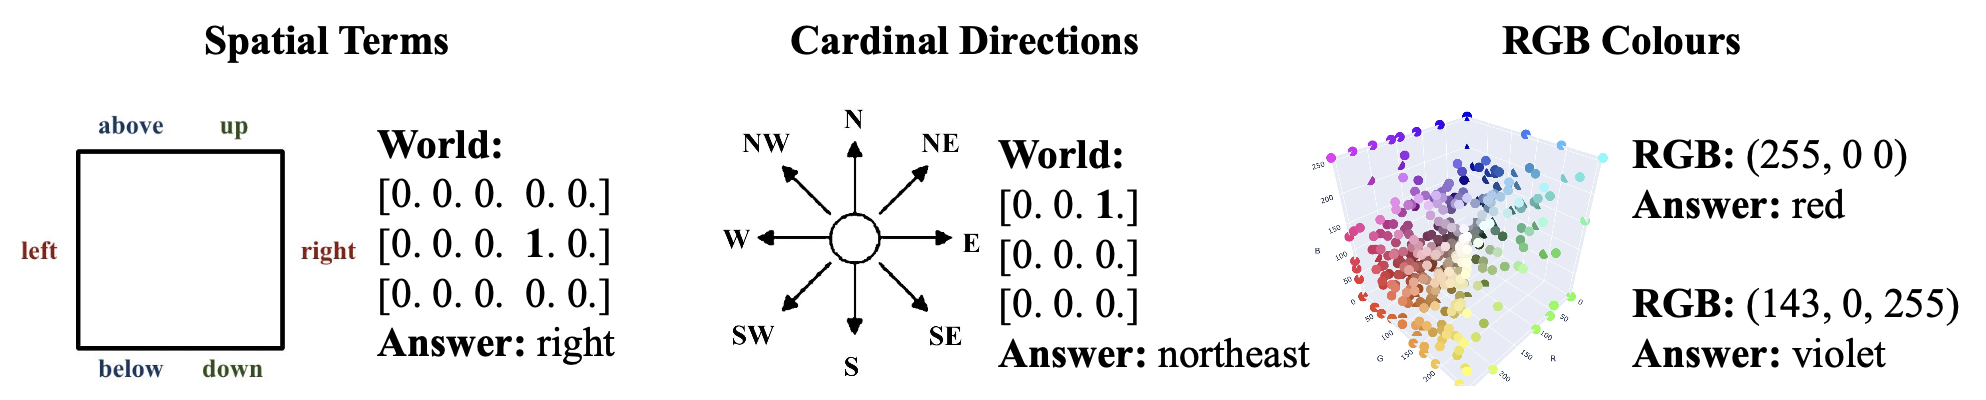 Spatial Terms
above up
left right
below down
World:
[0. 0. 0. 0. 0.]
[0. 0. 0. 1. 0.]
[0. 0. 0. 0. 0.]
Answer: right
Cardinal Directions
N
NW NE
W E
SW SE
S
World:
[0. 0. 1.]
[0. 0. 0.]
[0. 0. 0.]
Answer: northeast
RGB Colours
250
200
150
B
100
50
0
50
100
G
150
200
0
50
100
R
150
200
RGB: (255, 0 0)
Answer: red
RGB: (143, 0, 255)
Answer: violet